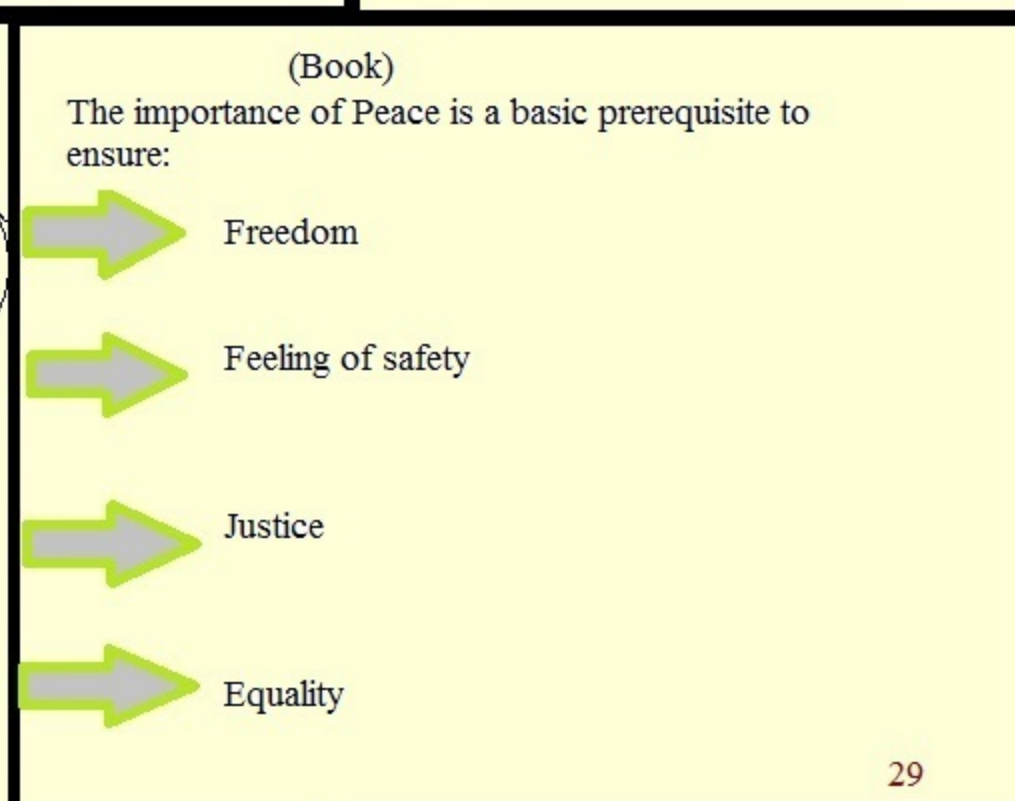 (Book)
The importance of Peace is a basic prerequisite to
ensure:
Freedom
Feeling of safety
Justice
Equality
29